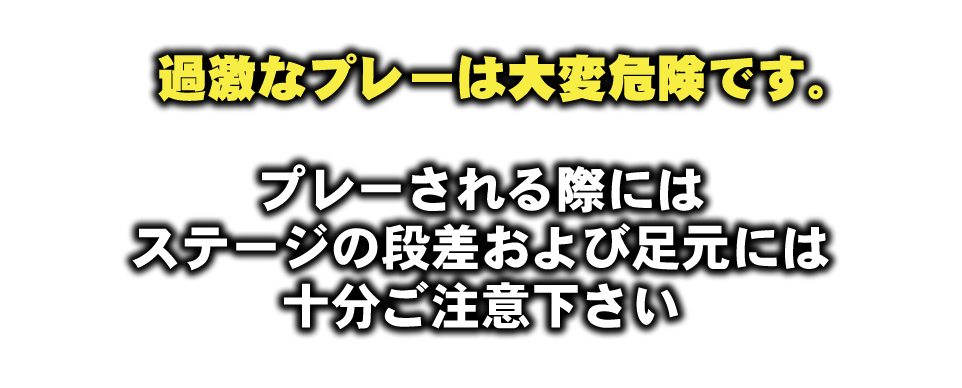 過激なプレーは大変危険です。
プレーされる際には
ステージの段差および足元には
十分ご注意下さい